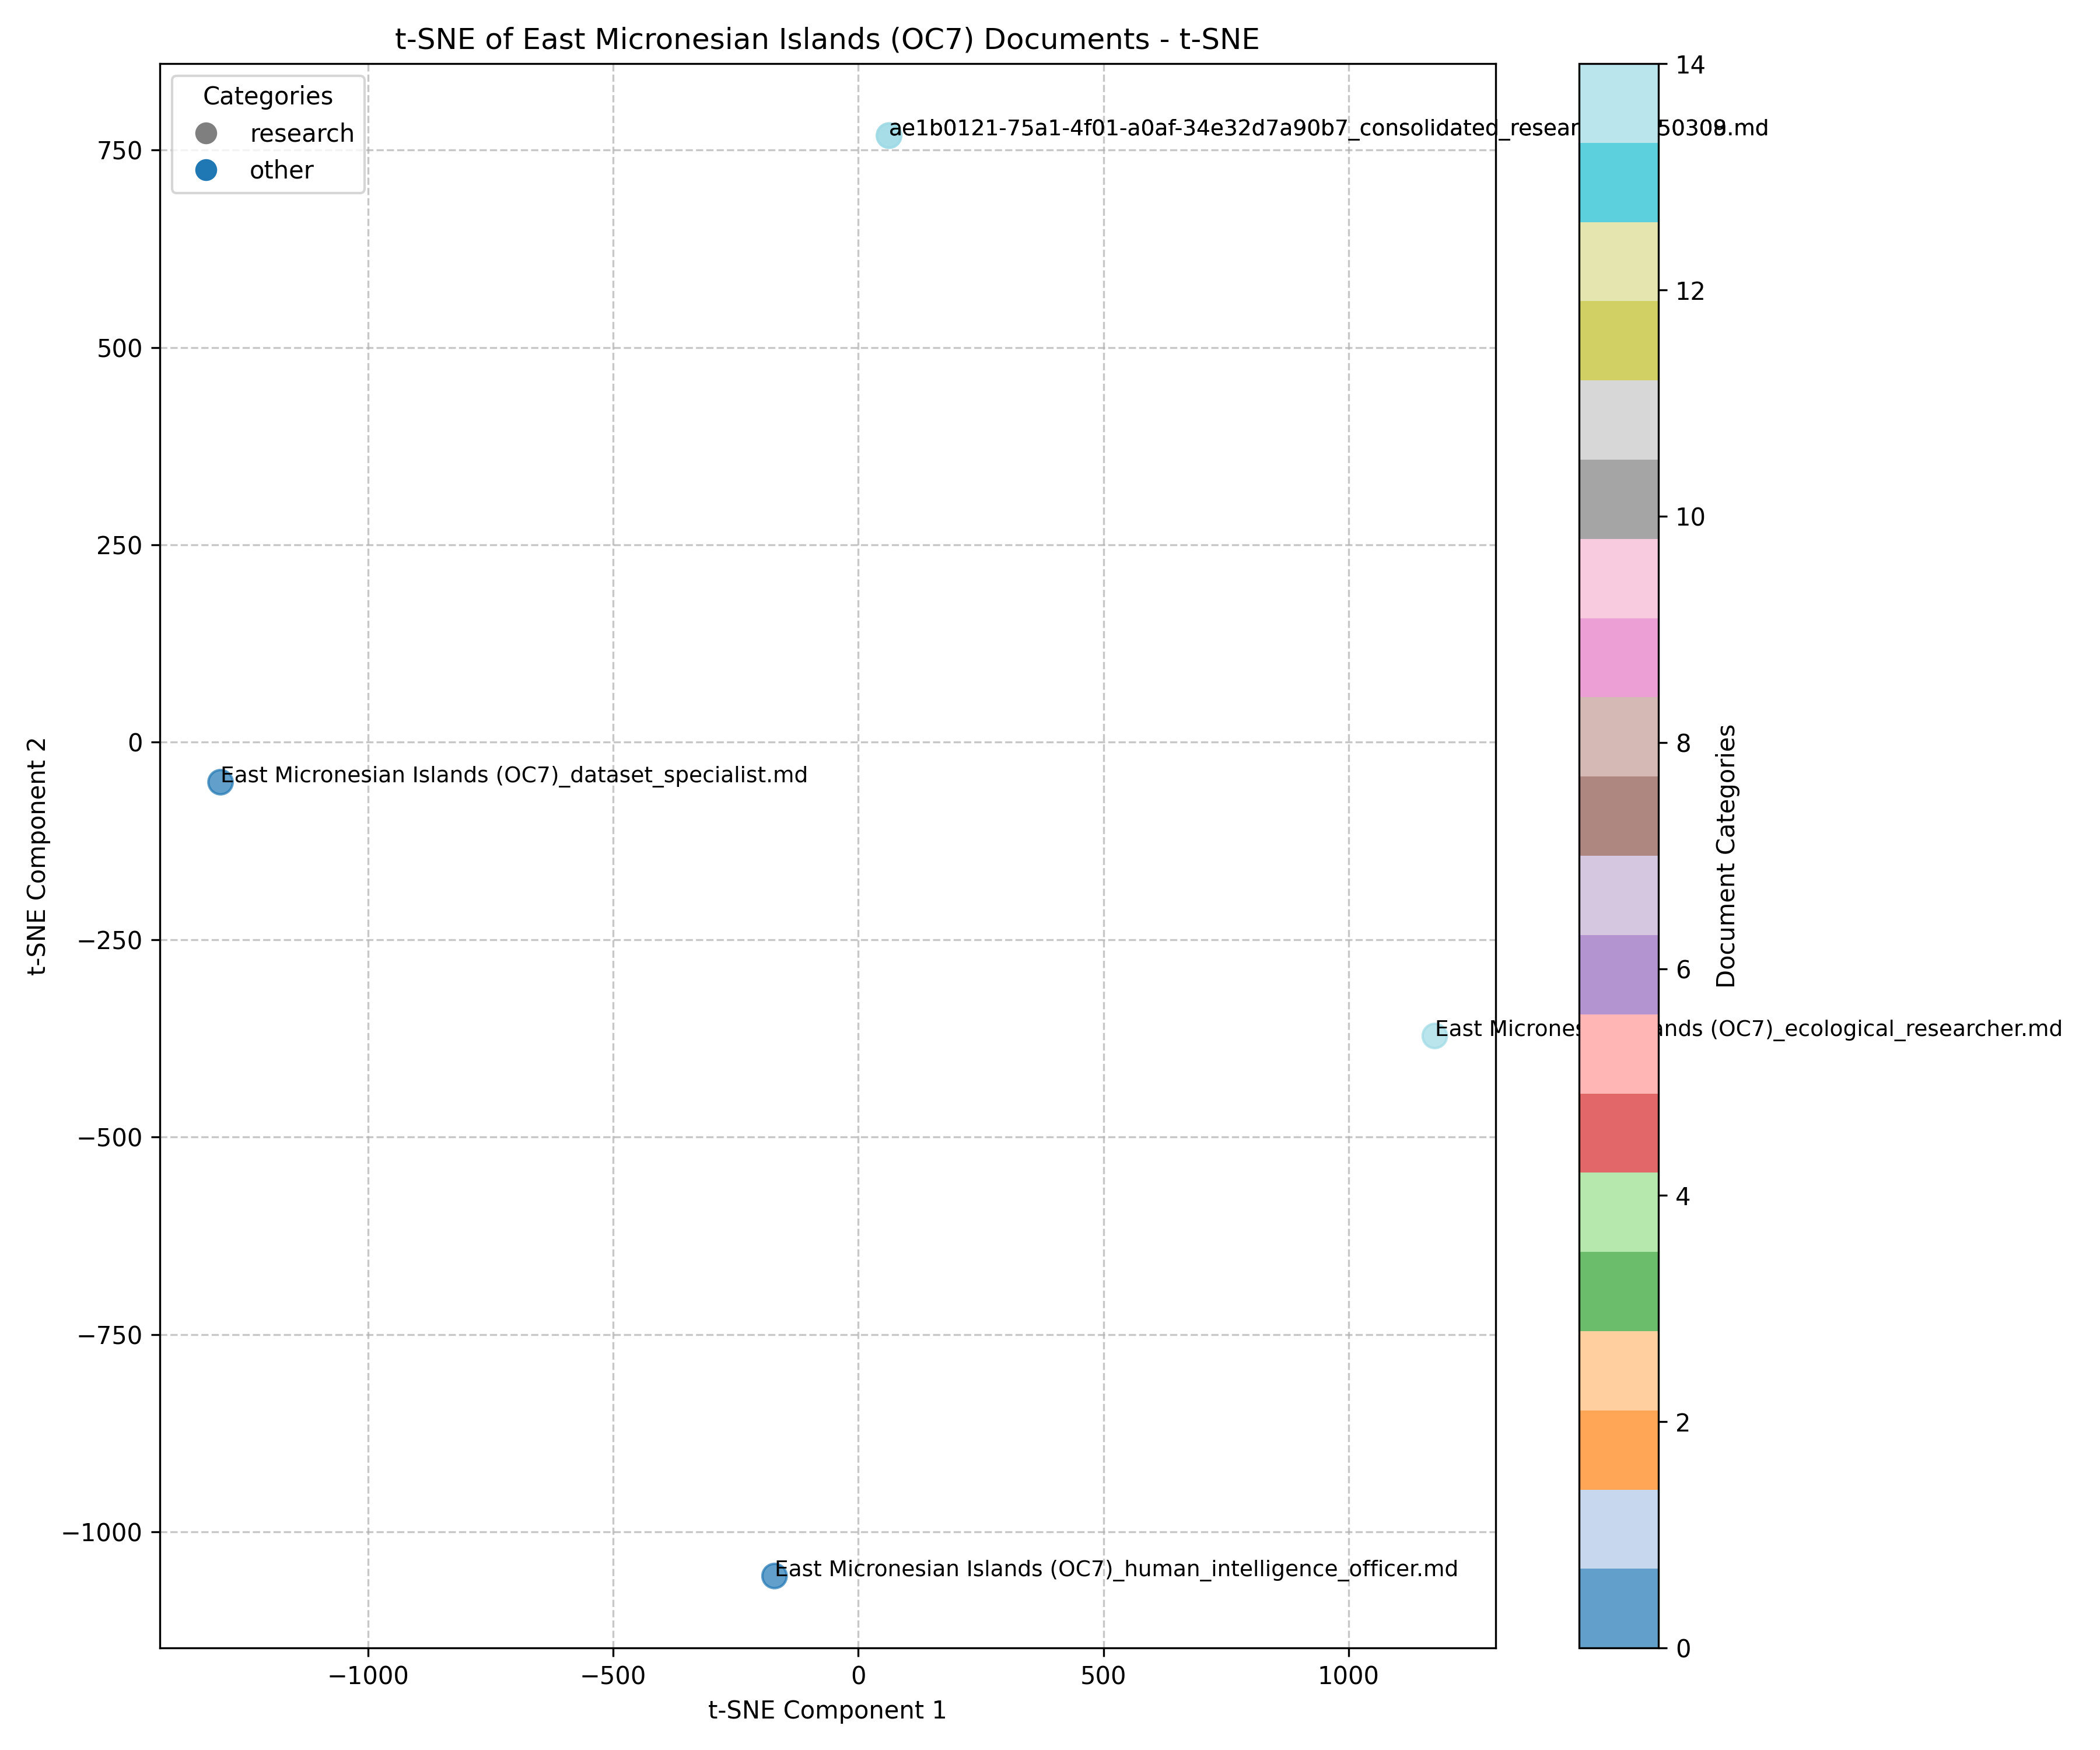 t-SNE of East Micronesian Islands (OC7) Documents - t-SNE
Categories
research
other
ae1b0121-75a1-4f01-a0af-34e32d7a90b7_consolidated_resear
.md
East Micronesian Islands (OC7)_dataset_specialist.md
East Micrones
ands (OC7)_ecological_researcher.md
East Micronesian Islands (OC7)_human_intelligence_officer.md
750
500
250
0
−250
−500
−750
−1000
t-SNE Component 2
−1000
−500
0
500
1000
t-SNE Component 1
14
12
10
8
6
4
2
0
Document Categories